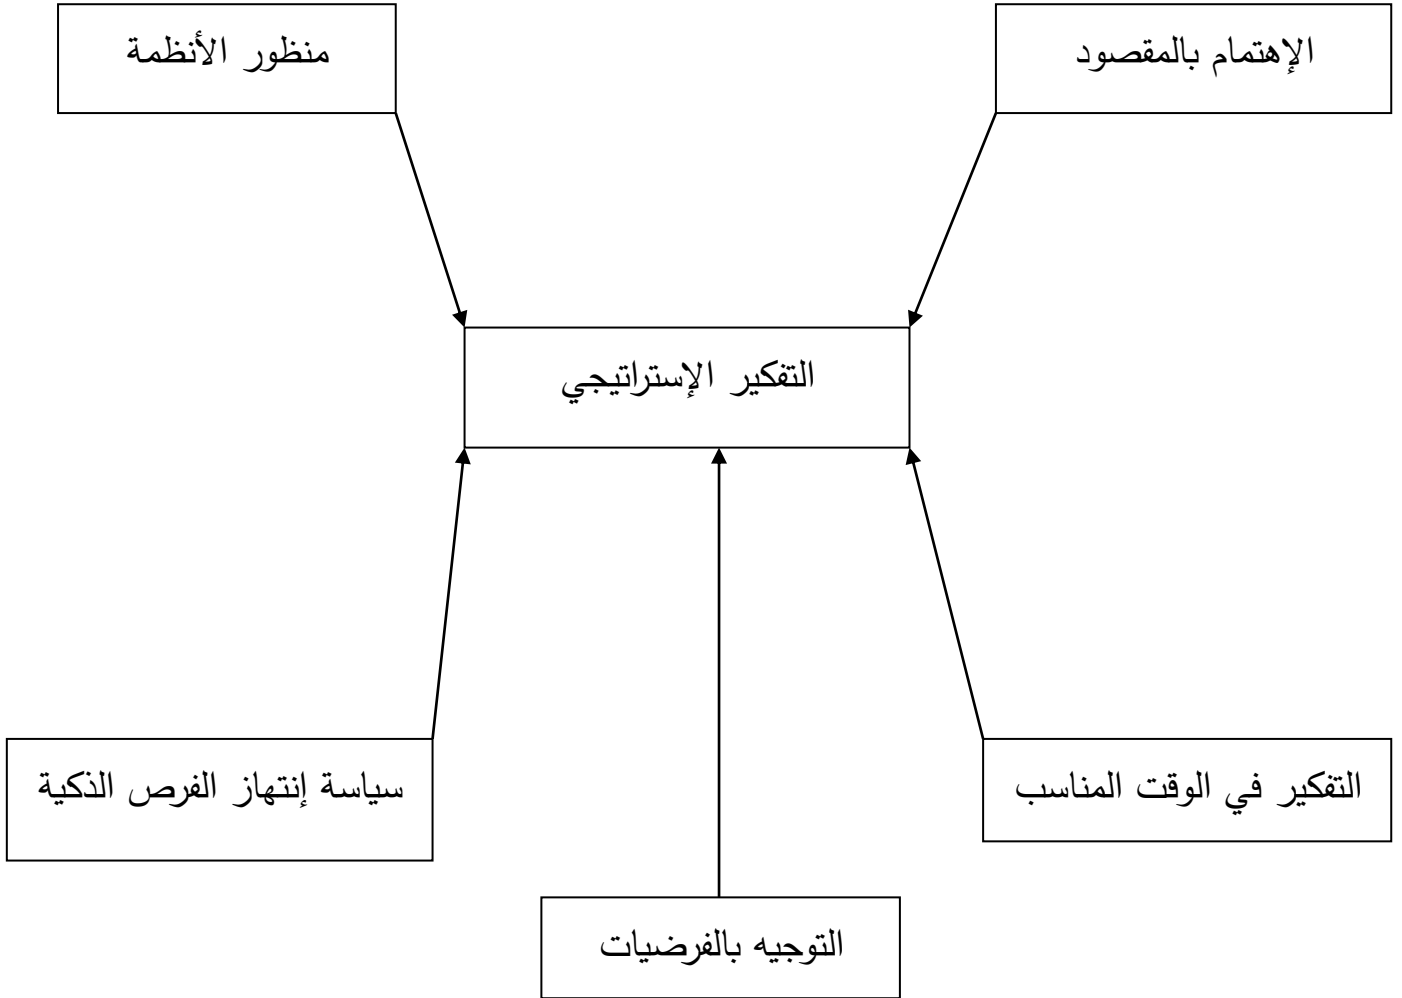 الإهتمام بالمقصود
منظور الأنظمة
التفكير الإستراتيجي
التفكير في الوقت المناسب
سياسة إنتهاز الفرص الذكية
التوجيه بالفرضيات